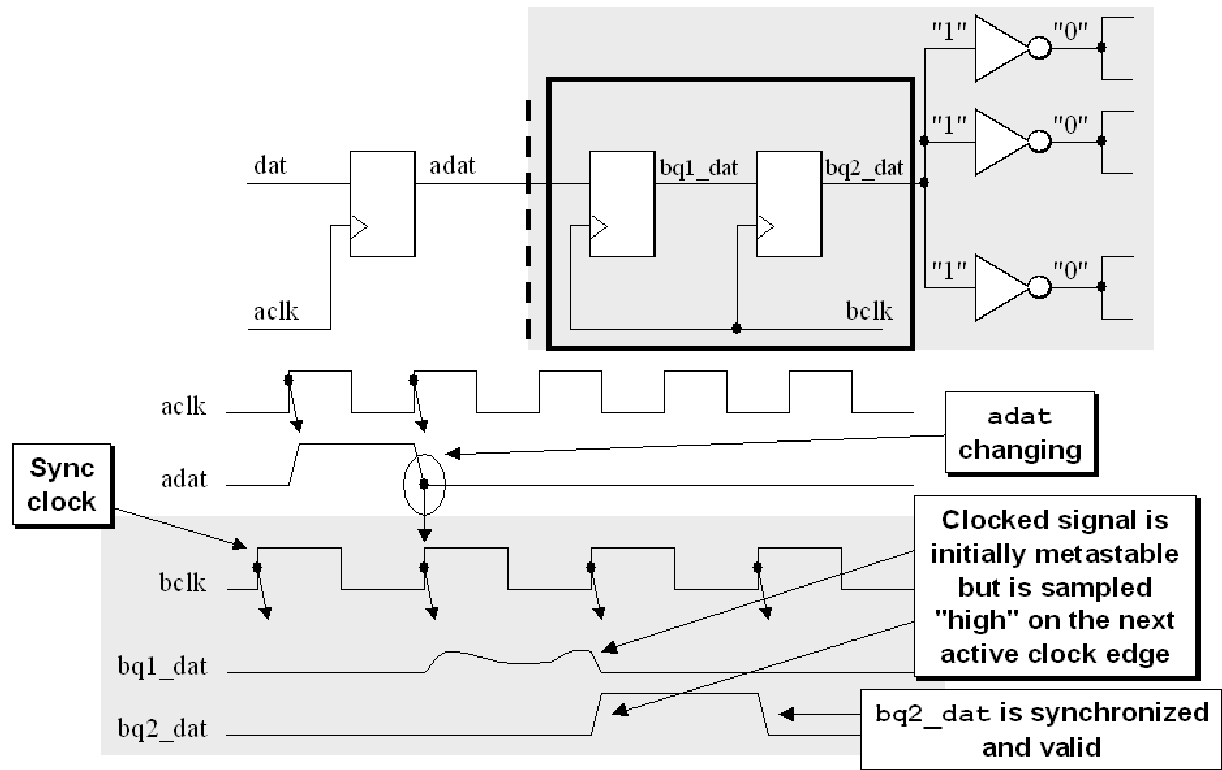 "1"
"0"
"1"
"0"
dat
adat
bq1_dat
bq2_dat
"1"
"0"
aclk
bclk
aclk
adat
changing
Sync
clock
adat
Clocked signal is
initially metastable
but is sampled
"high" on the next
active clock edge
bclk
bq1_dat
bq2_dat
bq2_dat is synchronized
and valid